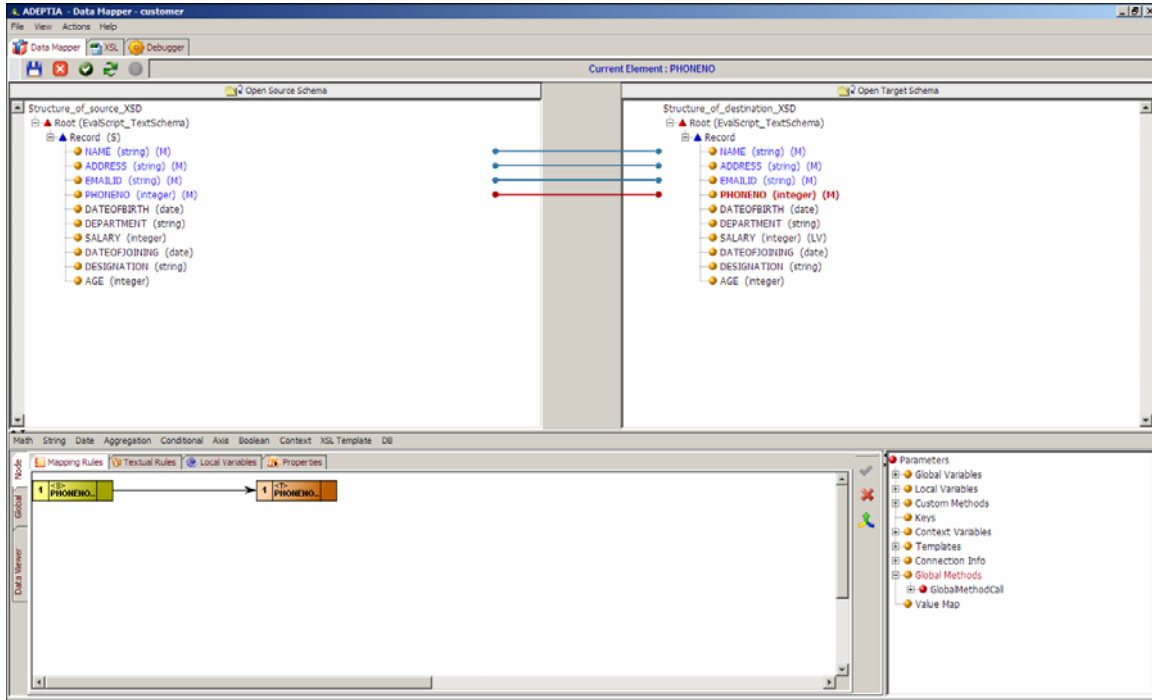 ADEPTIA - Data Mapper - customer
File View Actions Help
Data Mapper XSL Debugger
Current Element : PHONENO
Open Source Schema
Open Target Schema
Structure_of_source_XSD
Root (EvalScript_TextSchema)
Record (S)
NAME (string) (M)
ADDRESS (string) (M)
EMAILID (string) (M)
PHONENO (integer) (M)
DATEOFBIRTH (date)
DEPARTMENT (string)
SALARY (integer)
DATEOFJOINING (date)
DESIGNATION (string)
AGE (integer)
Structure_of_destination_XSD
Root (EvalScript_TextSchema)
Record
NAME (string) (M)
ADDRESS (string) (M)
EMAILID (string) (M)
PHONENO (integer) (M)
DATEOFBIRTH (date)
DEPARTMENT (string)
SALARY (integer) (LV)
DATEOFJOINING (date)
DESIGNATION (string)
AGE (integer)
Math String Date Aggregation Conditional Axis Boolean Context XSL Template DB
Node
Global
Data Viewer
Mapping Rules Textual Rules Local Variables Properties
1 <S> PHONENO..
1 <T> PHONENO..
Parameters
Global Variables
Local Variables
Custom Methods
Keys
Context Variables
Templates
Connection Info
Global Methods
GlobalMethodCall
Value Map